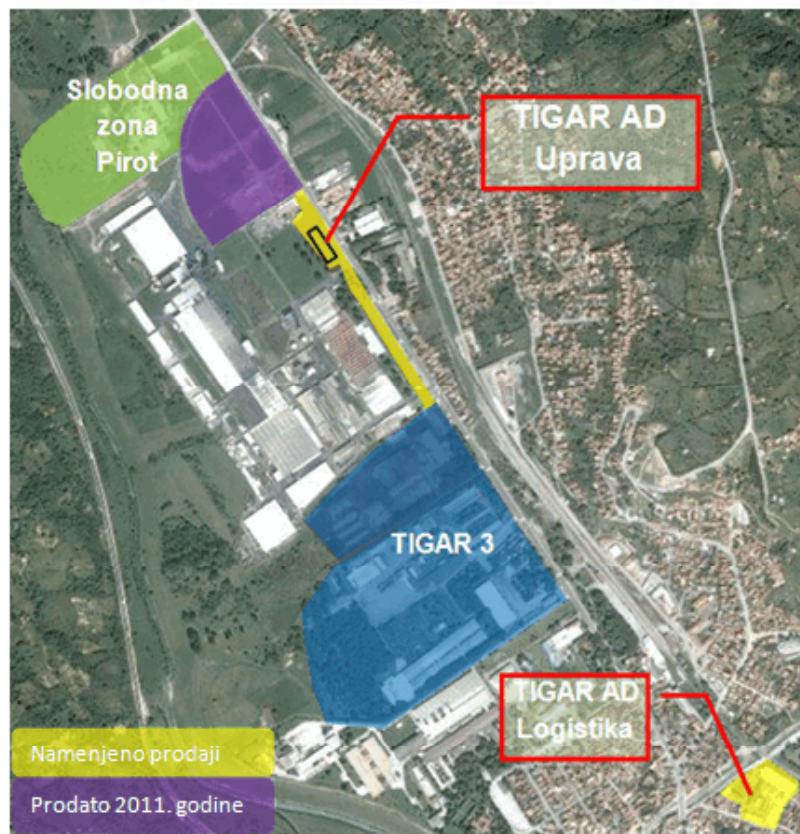 Slobodna
zona
Pirot
TIGAR AD
Uprava
TIGAR 3
TIGAR AD
Logistika
Namenjeno prodaji
Prodato 2011. godine